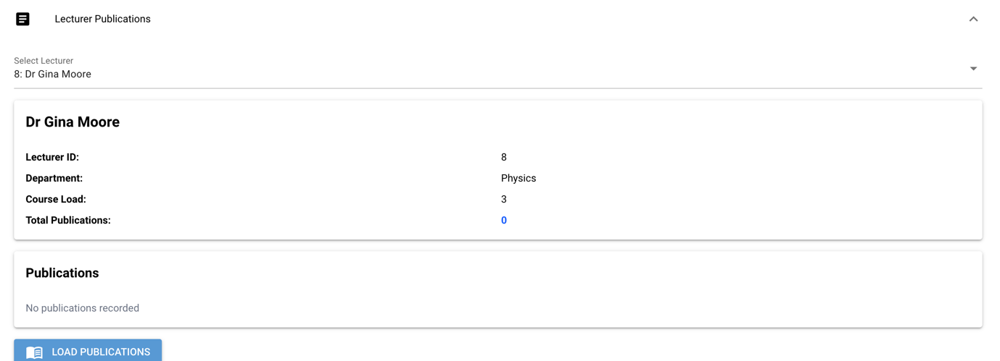 Lecturer Publications
Select Lecturer
8: Dr Gina Moore
Dr Gina Moore
Lecturer ID: 8
Department: Physics
Course Load: 3
Total Publications: 0
Publications
No publications recorded
LOAD PUBLICATIONS